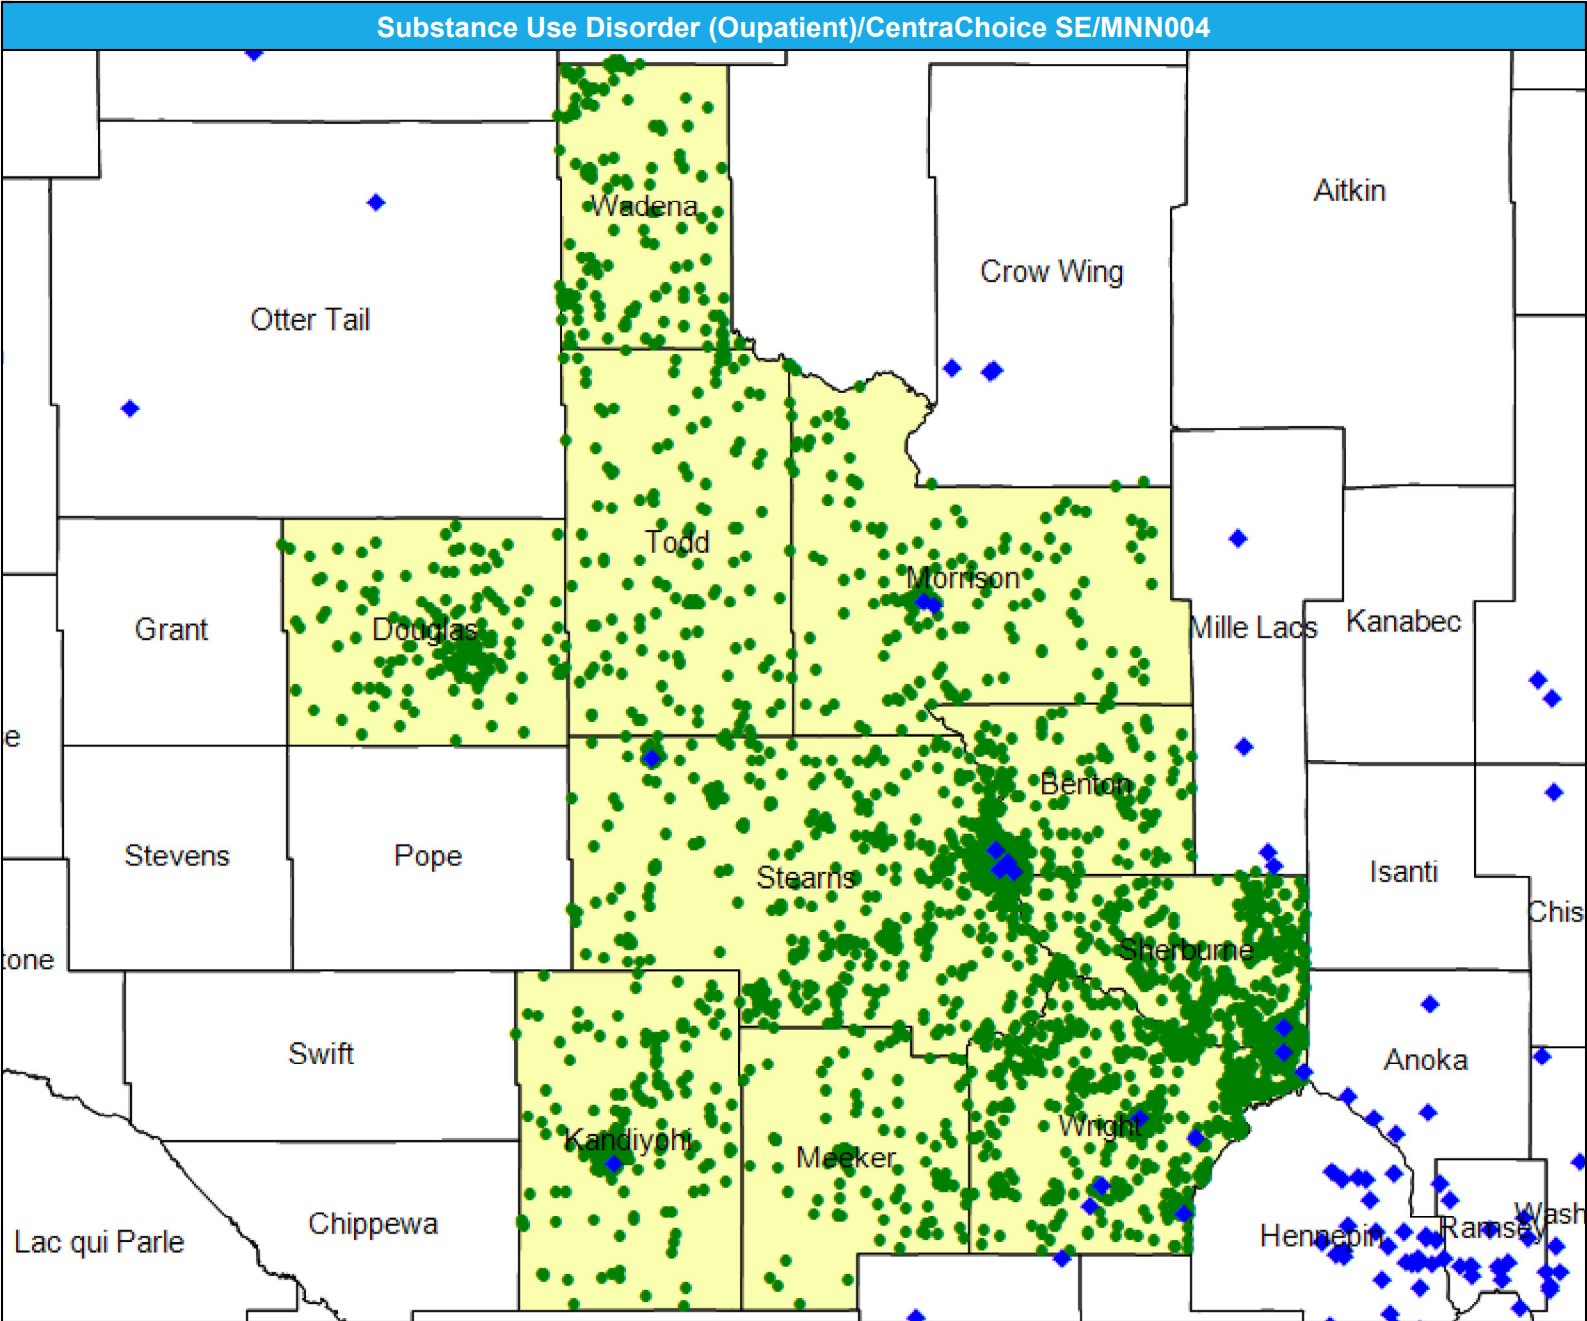 Substance Use Disorder (Oupatient)/CentraChoice SE/MNN004
Aitkin
Wadena
Crow Wing
Otter Tail
Todd
Morrison
Grant
Douglas
Mille Lacs
Kanabec
e
Benton
Stevens
Pope
Stearns
Isanti
Chis
tone
Sherburne
Swift
Anoka
Wright
Kandiyohi
Meeker
Lac qui Parle
Chippewa
Hennepin
Ramsey
Wash